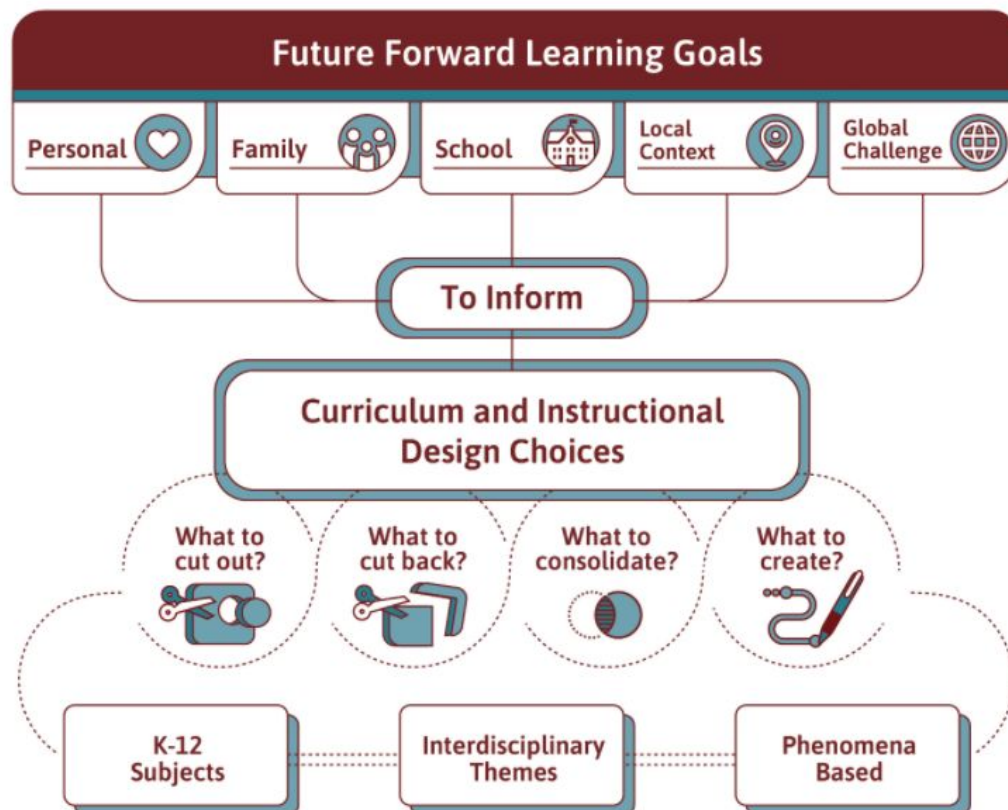 Future Forward Learning Goals
Personal
Family
School
Local
Context
Global
Challenge
To Inform
Curriculum and Instructional
Design Choices
What to
cut out?
What to
cut back?
What to
consolidate?
What to
create?
K-12
Subjects
Interdisciplinary
Themes
Phenomena
Based